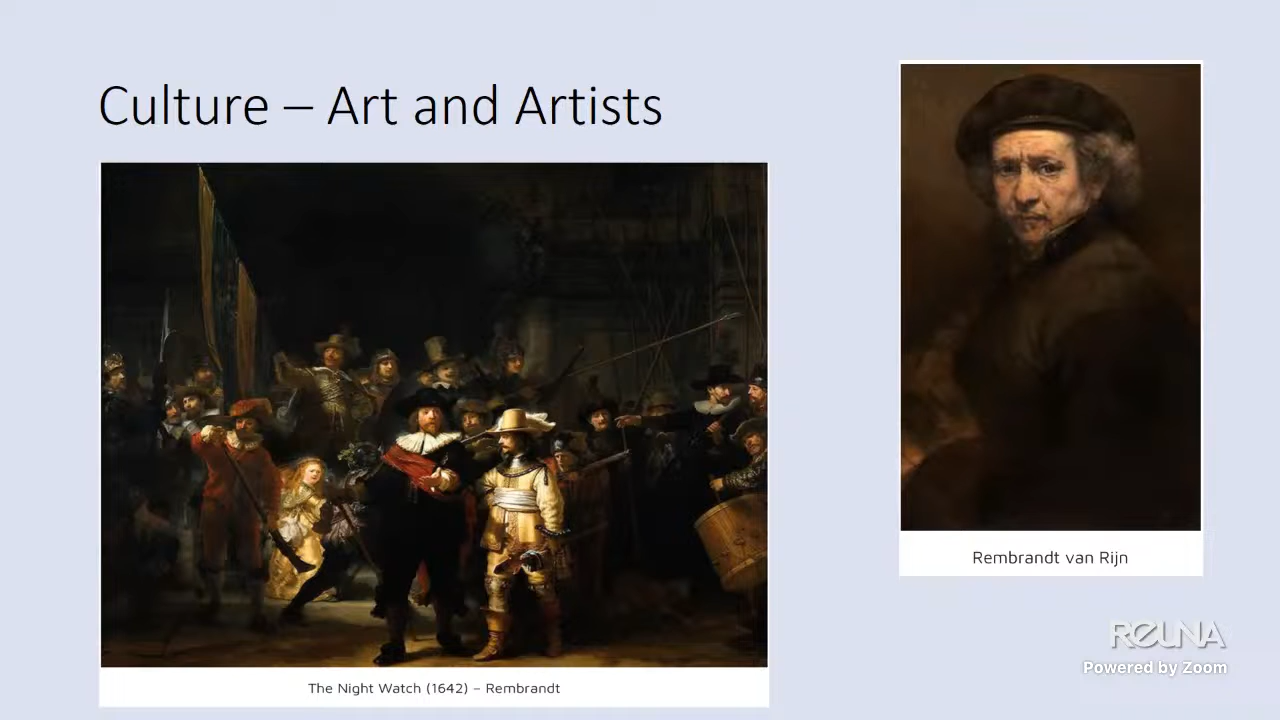 Culture – Art and Artists
The Night Watch (1642) – Rembrandt
Rembrandt van Rijn
REUNA
Powered by Zoom